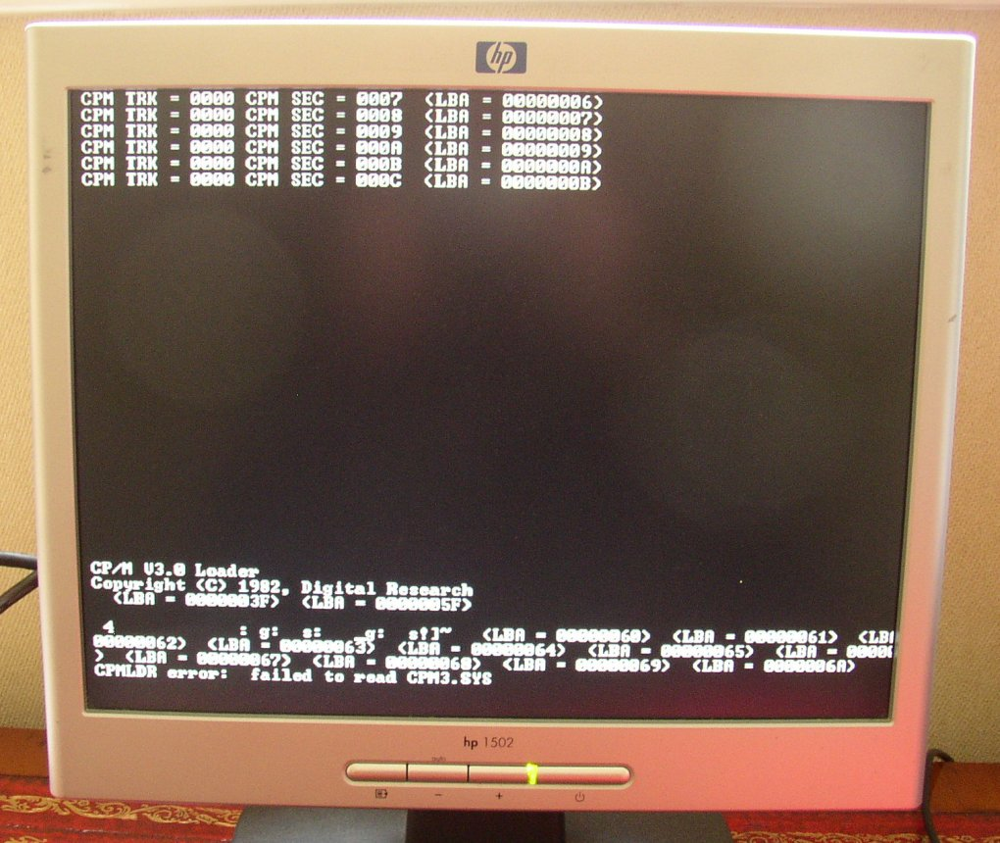 hp
CPM TRK = 0000 CPM SEC = 0007 <LBA = 00000006>
CPM TRK = 0000 CPM SEC = 0008 <LBA = 00000007>
CPM TRK = 0000 CPM SEC = 0009 <LBA = 00000008>
CPM TRK = 0000 CPM SEC = 000A <LBA = 00000009>
CPM TRK = 0000 CPM SEC = 000B <LBA = 0000000A>
CPM TRK = 0000 CPM SEC = 000C <LBA = 0000000B>
CP/M V3.0 Loader
Copyright (C) 1982, Digital Research
<LBA = 0000003F> <LBA = 0000005F>
4 : g: s: _g: s↑]~ <LBA = 00000060> <LBA = 00000061> <LBA
00000062> <LBA = 00000063> <LBA = 00000064> <LBA = 00000065> <LBA = 0000
> <LBA = 00000067> <LBA = 00000068> <LBA = 00000069> <LBA = 0000006A>
CPMLDR error: failed to read CPM3.SYS
hp 1502
auto
- +